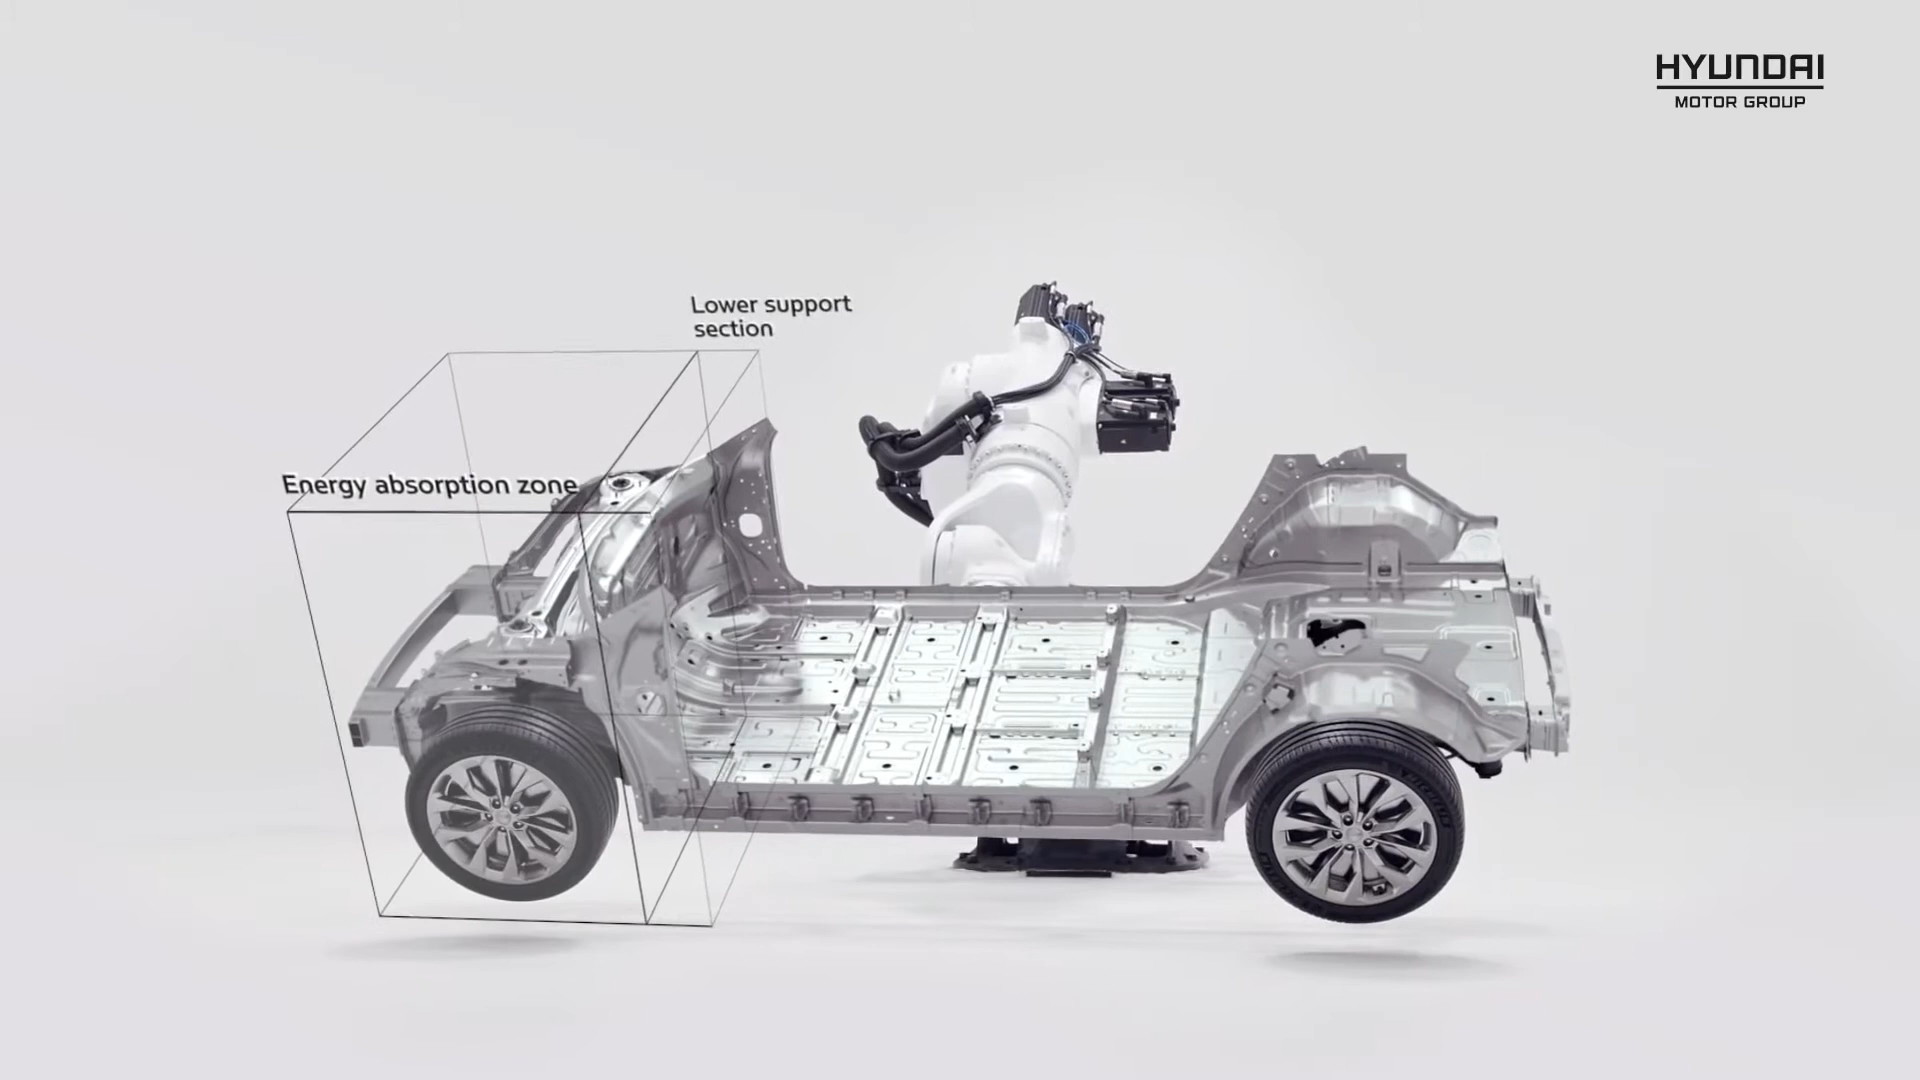 HYUNDAI
MOTOR GROUP
Lower support
section
Energy absorption zone